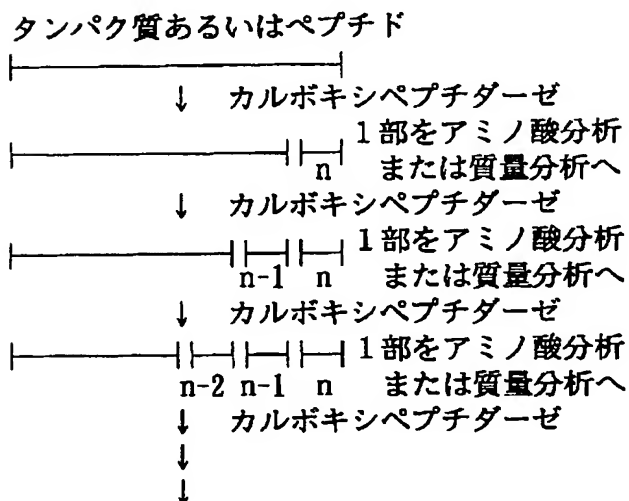 タンパク質あるいはペプチド
↓ カルボキシペプチダーゼ
1部をアミノ酸分析
n または質量分析へ
↓ カルボキシペプチダーゼ
1部をアミノ酸分析
n-1 n または質量分析へ
↓ カルボキシペプチダーゼ
1部をアミノ酸分析
n-2 n-1 n または質量分析へ
↓ カルボキシペプチダーゼ
↓
↓